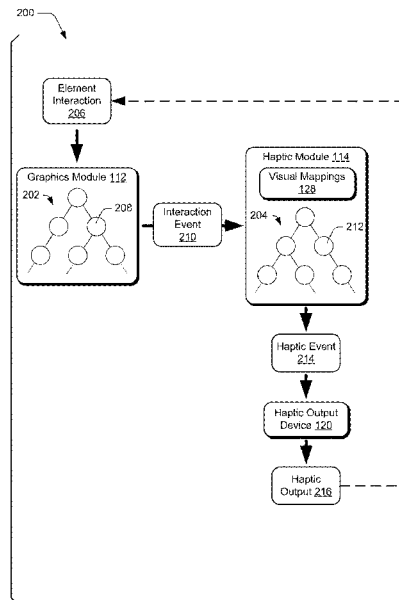 200
Element
Interaction
206
Graphics Module 112
202
208
Interaction
Event
210
Haptic Module 114
Visual Mappings
128
204
212
Haptic Event
214
Haptic Output
Device 120
Haptic
Output 216